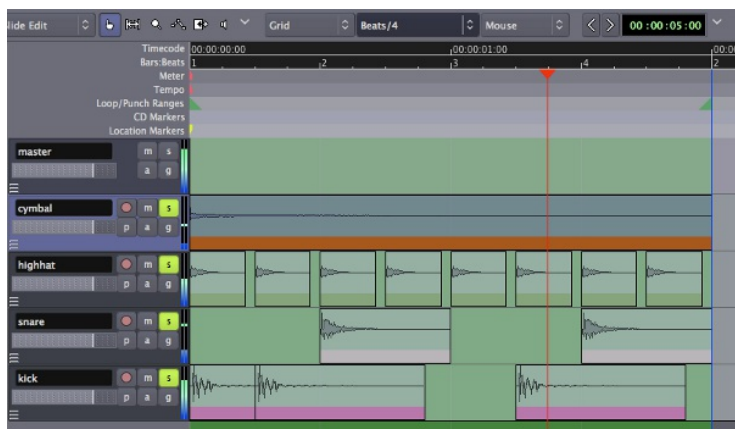 lide Edit Grid Beats/4 Mouse 00:00:05:00
Timecode 00:00:00:00 00:00:01:00 00:0
Bars:Beats 1 2 3 4 2
Meter
Tempo
Loop/Punch Ranges
CD Markers
Location Markers
master m s
a g
cymbal m s
p a g
highhat m s
p a g
snare m s
p a g
kick m s
p a g